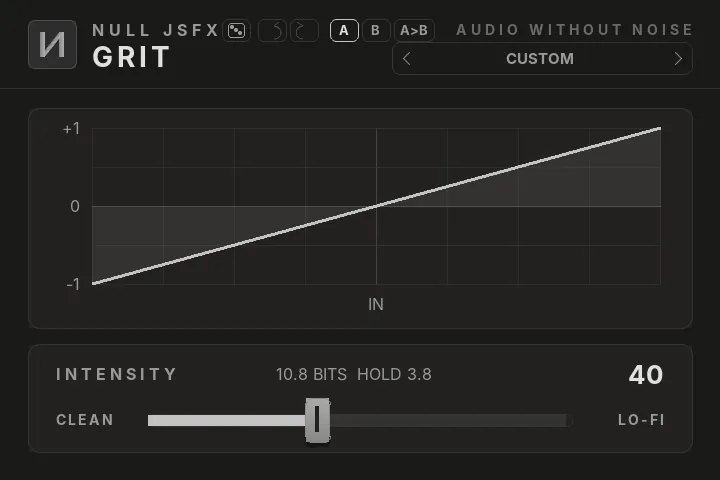 NULL JSFX A B A>B AUDIO WITHOUT NOISE
GRIT
CUSTOM
+1
0
-1
IN
INTENSITY 10.8 BITS HOLD 3.8 40
CLEAN LO-FI